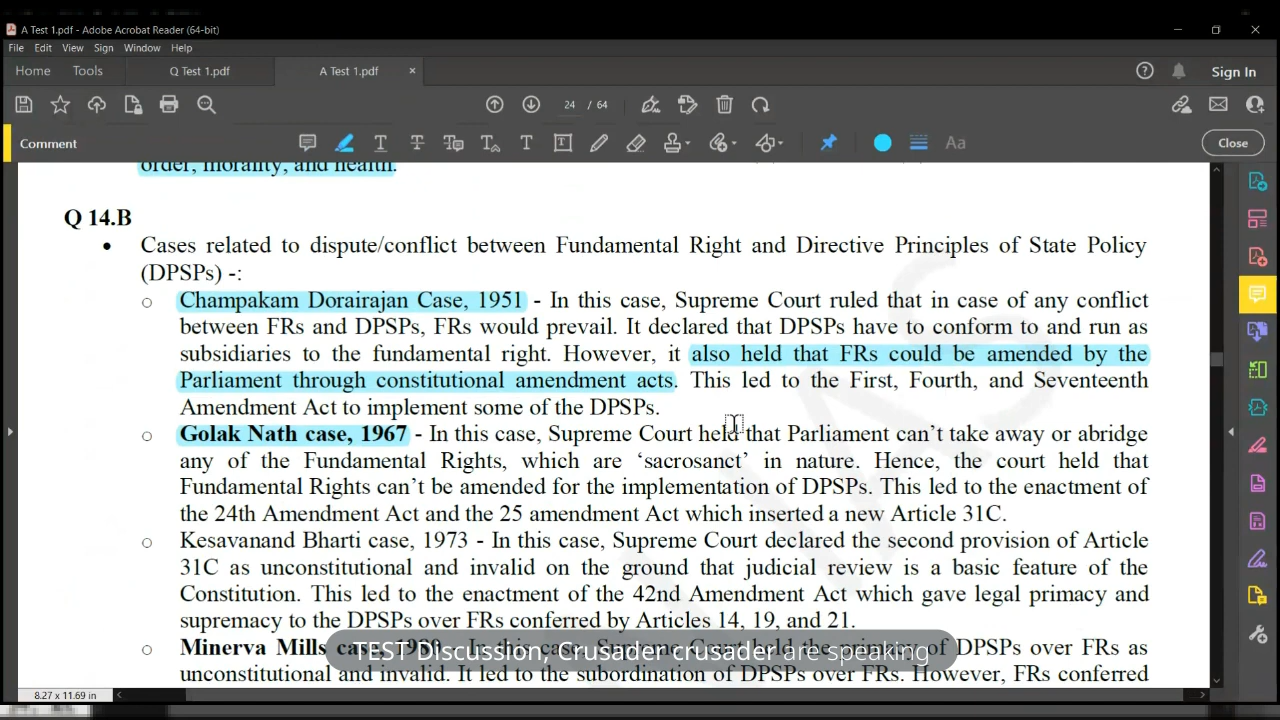 A Test 1.pdf - Adobe Acrobat Reader (64-bit)
File Edit View Sign Window Help
Home Tools Q Test 1.pdf A Test 1.pdf × Sign In
24 / 64
Comment Aa Close
order, morality, and health.
Q 14.B
• Cases related to dispute/conflict between Fundamental Right and Directive Principles of State Policy
(DPSPs) -:
o Champakam Dorairajan Case, 1951 - In this case, Supreme Court ruled that in case of any conflict
between FRs and DPSPs, FRs would prevail. It declared that DPSPs have to conform to and run as
subsidiaries to the fundamental right. However, it also held that FRs could be amended by the
Parliament through constitutional amendment acts. This led to the First, Fourth, and Seventeenth
Amendment Act to implement some of the DPSPs.
o Golak Nath case, 1967 - In this case, Supreme Court held that Parliament can't take away or abridge
any of the Fundamental Rights, which are 'sacrosanct' in nature. Hence, the court held that
Fundamental Rights can't be amended for the implementation of DPSPs. This led to the enactment of
the 24th Amendment Act and the 25 amendment Act which inserted a new Article 31C.
o Kesavanand Bharti case, 1973 - In this case, Supreme Court declared the second provision of Article
31C as unconstitutional and invalid on the ground that judicial review is a basic feature of the
Constitution. This led to the enactment of the 42nd Amendment Act which gave legal primacy and
supremacy to the DPSPs over FRs conferred by Articles 14, 19, and 21.
o Minerva Mills DPSPs over FRs as
TEST Discussion, Crusader crusader are speaking
unconstitutional and invalid. It led to the subordination of DPSPs over FRs. However, FRs conferred
8.27 x 11.69 in